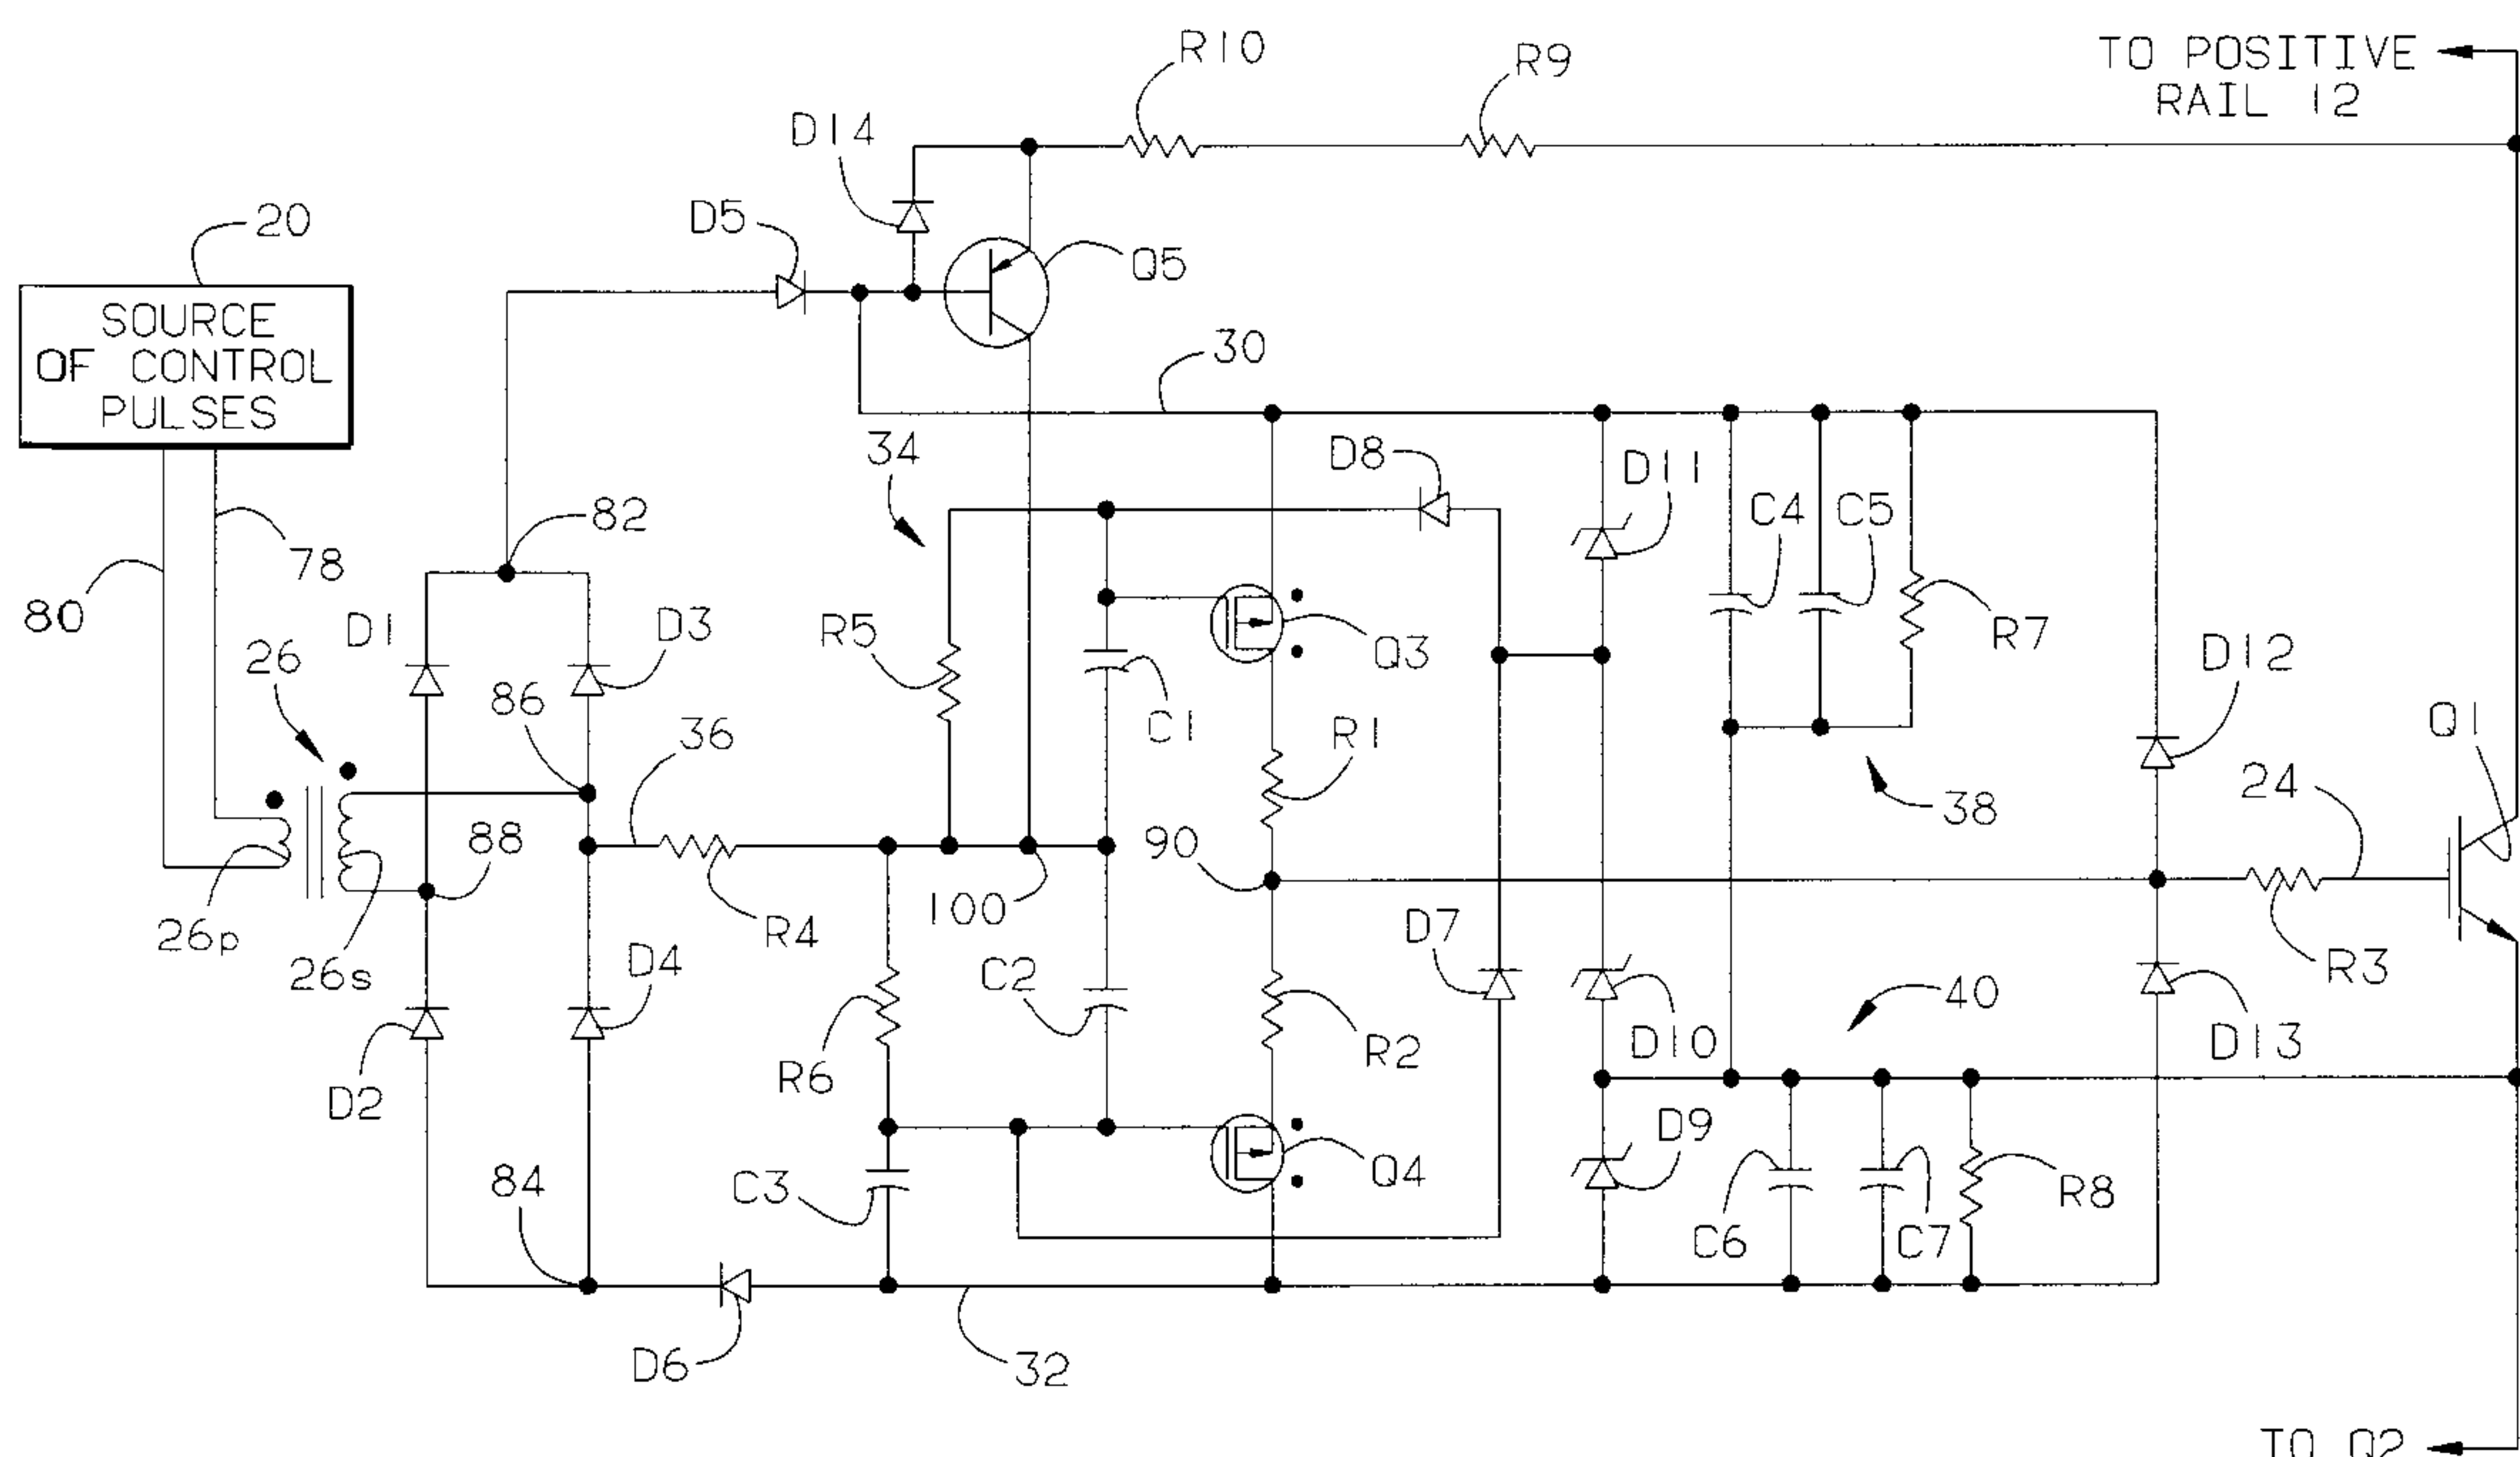 R10
R9
TO POSITIVE
RAIL 12
D14
D5
Q5
20
SOURCE
OF CONTROL
PULSES
30
34
D8
D11
C4
C5
82
78
80
D1
D3
R5
Q3
R7
D12
26
86
36
C1
R1
Q1
24
38
88
90
100
R4
26p
26s
D4
C2
D7
R3
40
D10
D13
R2
R6
D2
D9
84
C3
Q4
C6
C7
R8
D6
32
TO Q2